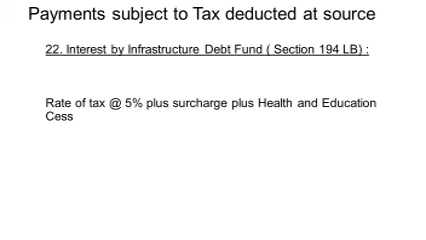 Payments subject to Tax deducted at source
22. Interest by Infrastructure Debt Fund ( Section 194 LB) :
Rate of tax @ 5% plus surcharge plus Health and Education
Cess